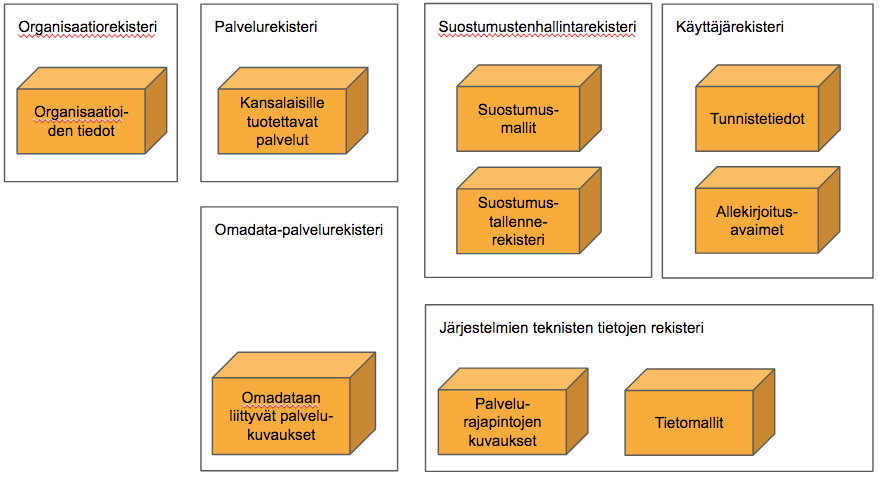 Organisaatiorekisteri
Organisaatioi-
den tiedot
Palvelurekisteri
Kansalaisille
tuotettavat
palvelut
Suostumustenhallintarekisteri
Suostumus-
mallit
Suostumus-
tallenne-
rekisteri
Käyttäjärekisteri
Tunnistetiedot
Allekirjoitus-
avaimet
Omadata-palvelurekisteri
Omadataan
liittyvät palvelu-
kuvaukset
Järjestelmien teknisten tietojen rekisteri
Palvelu-
rajapintojen
kuvaukset
Tietomallit